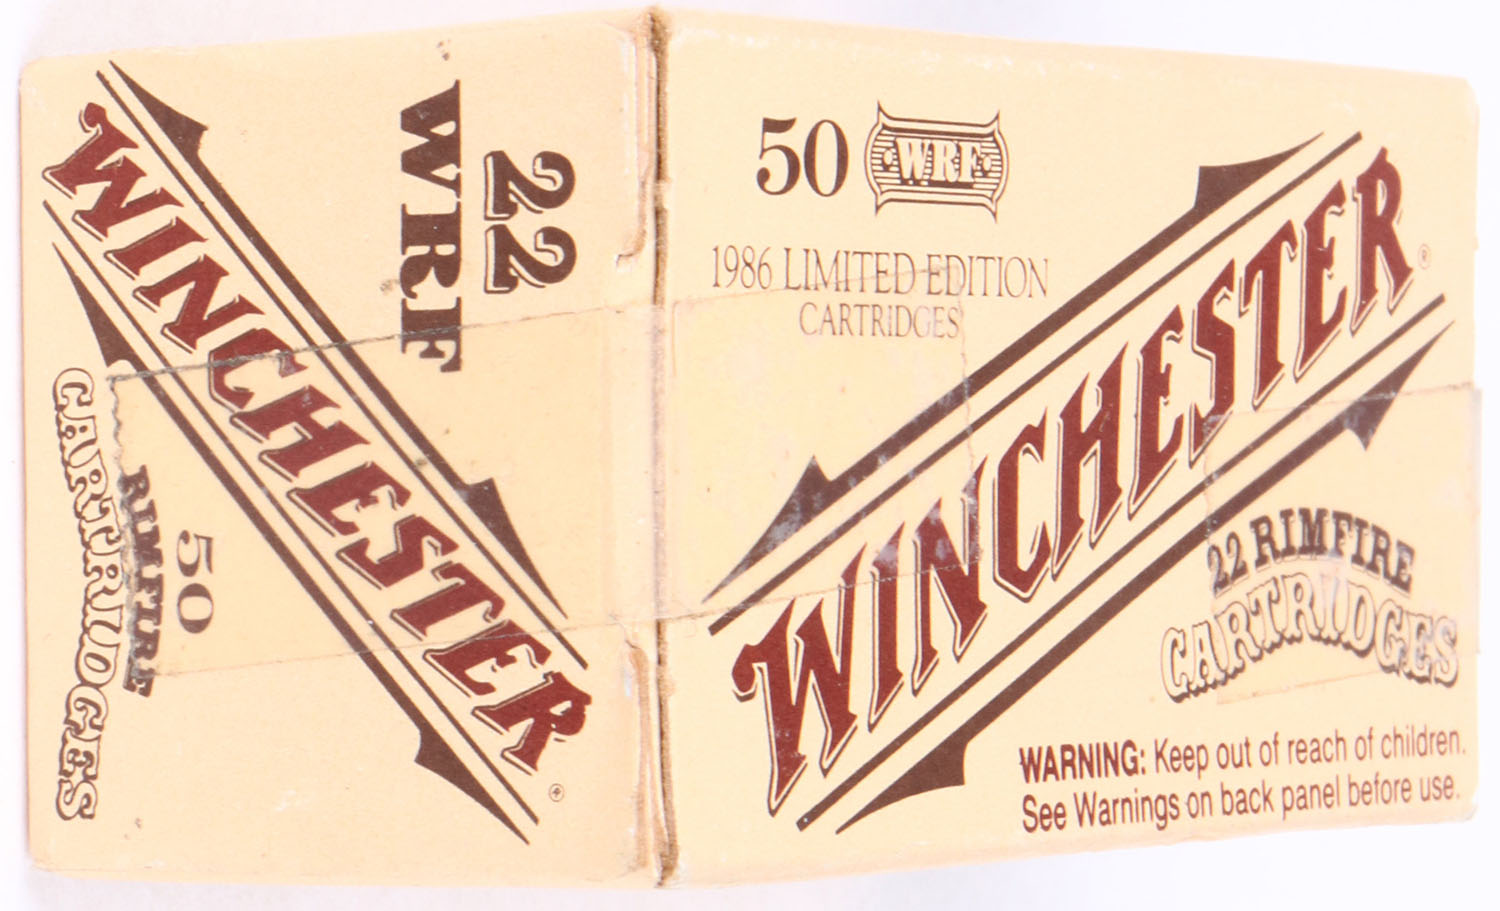 22
WRF
WINCHESTER®
50
RIMFIRE
CARTRIDGES
50 WRF
1986 LIMITED EDITION
CARTRIDGES
WINCHESTER®
22 RIMFIRE
CARTRIDGES
WARNING: Keep out of reach of children.
See Warnings on back panel before use.